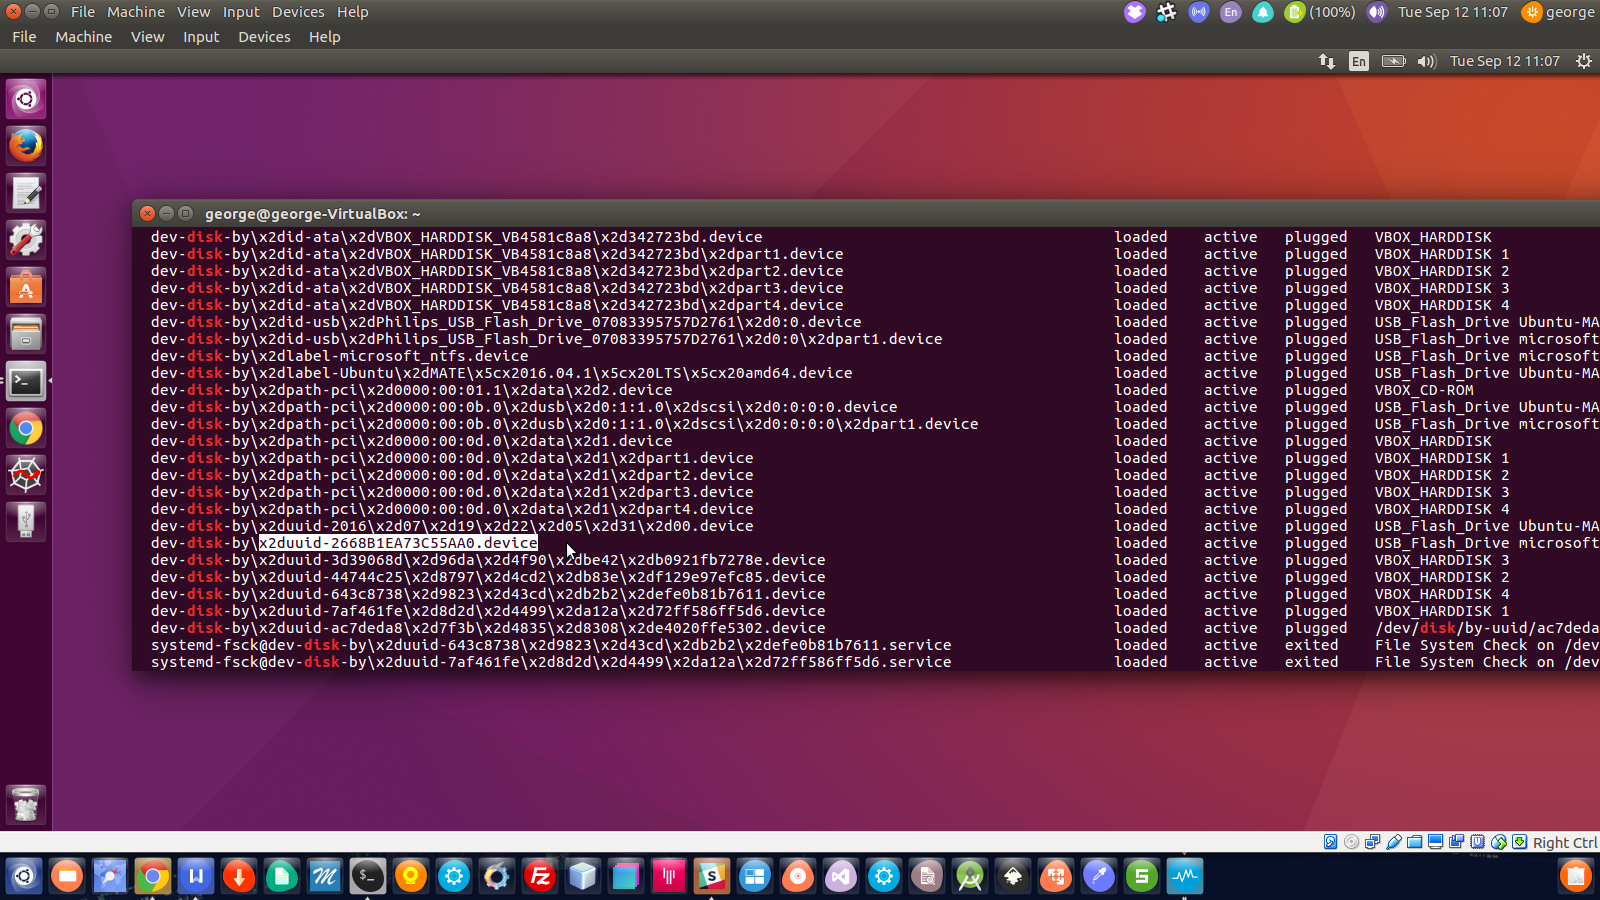 File Machine View Input Devices Help (100%) Tue Sep 12 11:07 george
File Machine View Input Devices Help
En Tue Sep 12 11:07
george@george-VirtualBox: ~
dev-disk-by\x2did-ata\x2dVBOX_HARDDISK_VB4581c8a8\x2d342723bd.device loaded active plugged VBOX_HARDDISK
dev-disk-by\x2did-ata\x2dVBOX_HARDDISK_VB4581c8a8\x2d342723bd\x2dpart1.device loaded active plugged VBOX_HARDDISK 1
dev-disk-by\x2did-ata\x2dVBOX_HARDDISK_VB4581c8a8\x2d342723bd\x2dpart2.device loaded active plugged VBOX_HARDDISK 2
dev-disk-by\x2did-ata\x2dVBOX_HARDDISK_VB4581c8a8\x2d342723bd\x2dpart3.device loaded active plugged VBOX_HARDDISK 3
dev-disk-by\x2did-ata\x2dVBOX_HARDDISK_VB4581c8a8\x2d342723bd\x2dpart4.device loaded active plugged VBOX_HARDDISK 4
dev-disk-by\x2did-usb\x2dPhilips_USB_Flash_Drive_07083395757D2761\x2d0:0.device loaded active plugged USB_Flash_Drive Ubuntu-MA
dev-disk-by\x2did-usb\x2dPhilips_USB_Flash_Drive_07083395757D2761\x2d0:0\x2dpart1.device loaded active plugged USB_Flash_Drive microsoft
dev-disk-by\x2dlabel-microsoft_ntfs.device loaded active plugged USB_Flash_Drive microsoft
dev-disk-by\x2dlabel-Ubuntu\x2dMATE\x5cx2016.04.1\x5cx20LTS\x5cx20amd64.device loaded active plugged USB_Flash_Drive Ubuntu-MA
dev-disk-by\x2dpath-pci\x2d0000:00:01.1\x2data\x2d2.device loaded active plugged VBOX_CD-ROM
dev-disk-by\x2dpath-pci\x2d0000:00:0b.0\x2dusb\x2d0:1:1.0\x2dscsi\x2d0:0:0:0.device loaded active plugged USB_Flash_Drive Ubuntu-MA
dev-disk-by\x2dpath-pci\x2d0000:00:0b.0\x2dusb\x2d0:1:1.0\x2dscsi\x2d0:0:0:0\x2dpart1.device loaded active plugged USB_Flash_Drive microsoft
dev-disk-by\x2dpath-pci\x2d0000:00:0d.0\x2data\x2d1.device loaded active plugged VBOX_HARDDISK
dev-disk-by\x2dpath-pci\x2d0000:00:0d.0\x2data\x2d1\x2dpart1.device loaded active plugged VBOX_HARDDISK 1
dev-disk-by\x2dpath-pci\x2d0000:00:0d.0\x2data\x2d1\x2dpart2.device loaded active plugged VBOX_HARDDISK 2
dev-disk-by\x2dpath-pci\x2d0000:00:0d.0\x2data\x2d1\x2dpart3.device loaded active plugged VBOX_HARDDISK 3
dev-disk-by\x2dpath-pci\x2d0000:00:0d.0\x2data\x2d1\x2dpart4.device loaded active plugged VBOX_HARDDISK 4
dev-disk-by\x2duuid-2016\x2d07\x2d19\x2d22\x2d05\x2d31\x2d00.device loaded active plugged USB_Flash_Drive Ubuntu-MA
dev-disk-by\x2duuid-2668B1EA73C55AA0.device loaded active plugged USB_Flash_Drive microsoft
dev-disk-by\x2duuid-3d39068d\x2d96da\x2d4f90\x2dbe42\x2db0921fb7278e.device loaded active plugged VBOX_HARDDISK 3
dev-disk-by\x2duuid-44744c25\x2d8797\x2d4cd2\x2db83e\x2df129e97efc85.device loaded active plugged VBOX_HARDDISK 2
dev-disk-by\x2duuid-643c8738\x2d9823\x2d43cd\x2db2b2\x2defe0b81b7611.device loaded active plugged VBOX_HARDDISK 4
dev-disk-by\x2duuid-7af461fe\x2d8d2d\x2d4499\x2da12a\x2d72ff586ff5d6.device loaded active plugged VBOX_HARDDISK 1
dev-disk-by\x2duuid-ac7deda8\x2d7f3b\x2d4835\x2d8308\x2de4020ffe5302.device loaded active plugged /dev/disk/by-uuid/ac7deda
systemd-fsck@dev-disk-by\x2duuid-643c8738\x2d9823\x2d43cd\x2db2b2\x2defe0b81b7611.service loaded active exited File System Check on /dev
systemd-fsck@dev-disk-by\x2duuid-7af461fe\x2d8d2d\x2d4499\x2da12a\x2d72ff586ff5d6.service loaded active exited File System Check on /dev
Right Ctrl